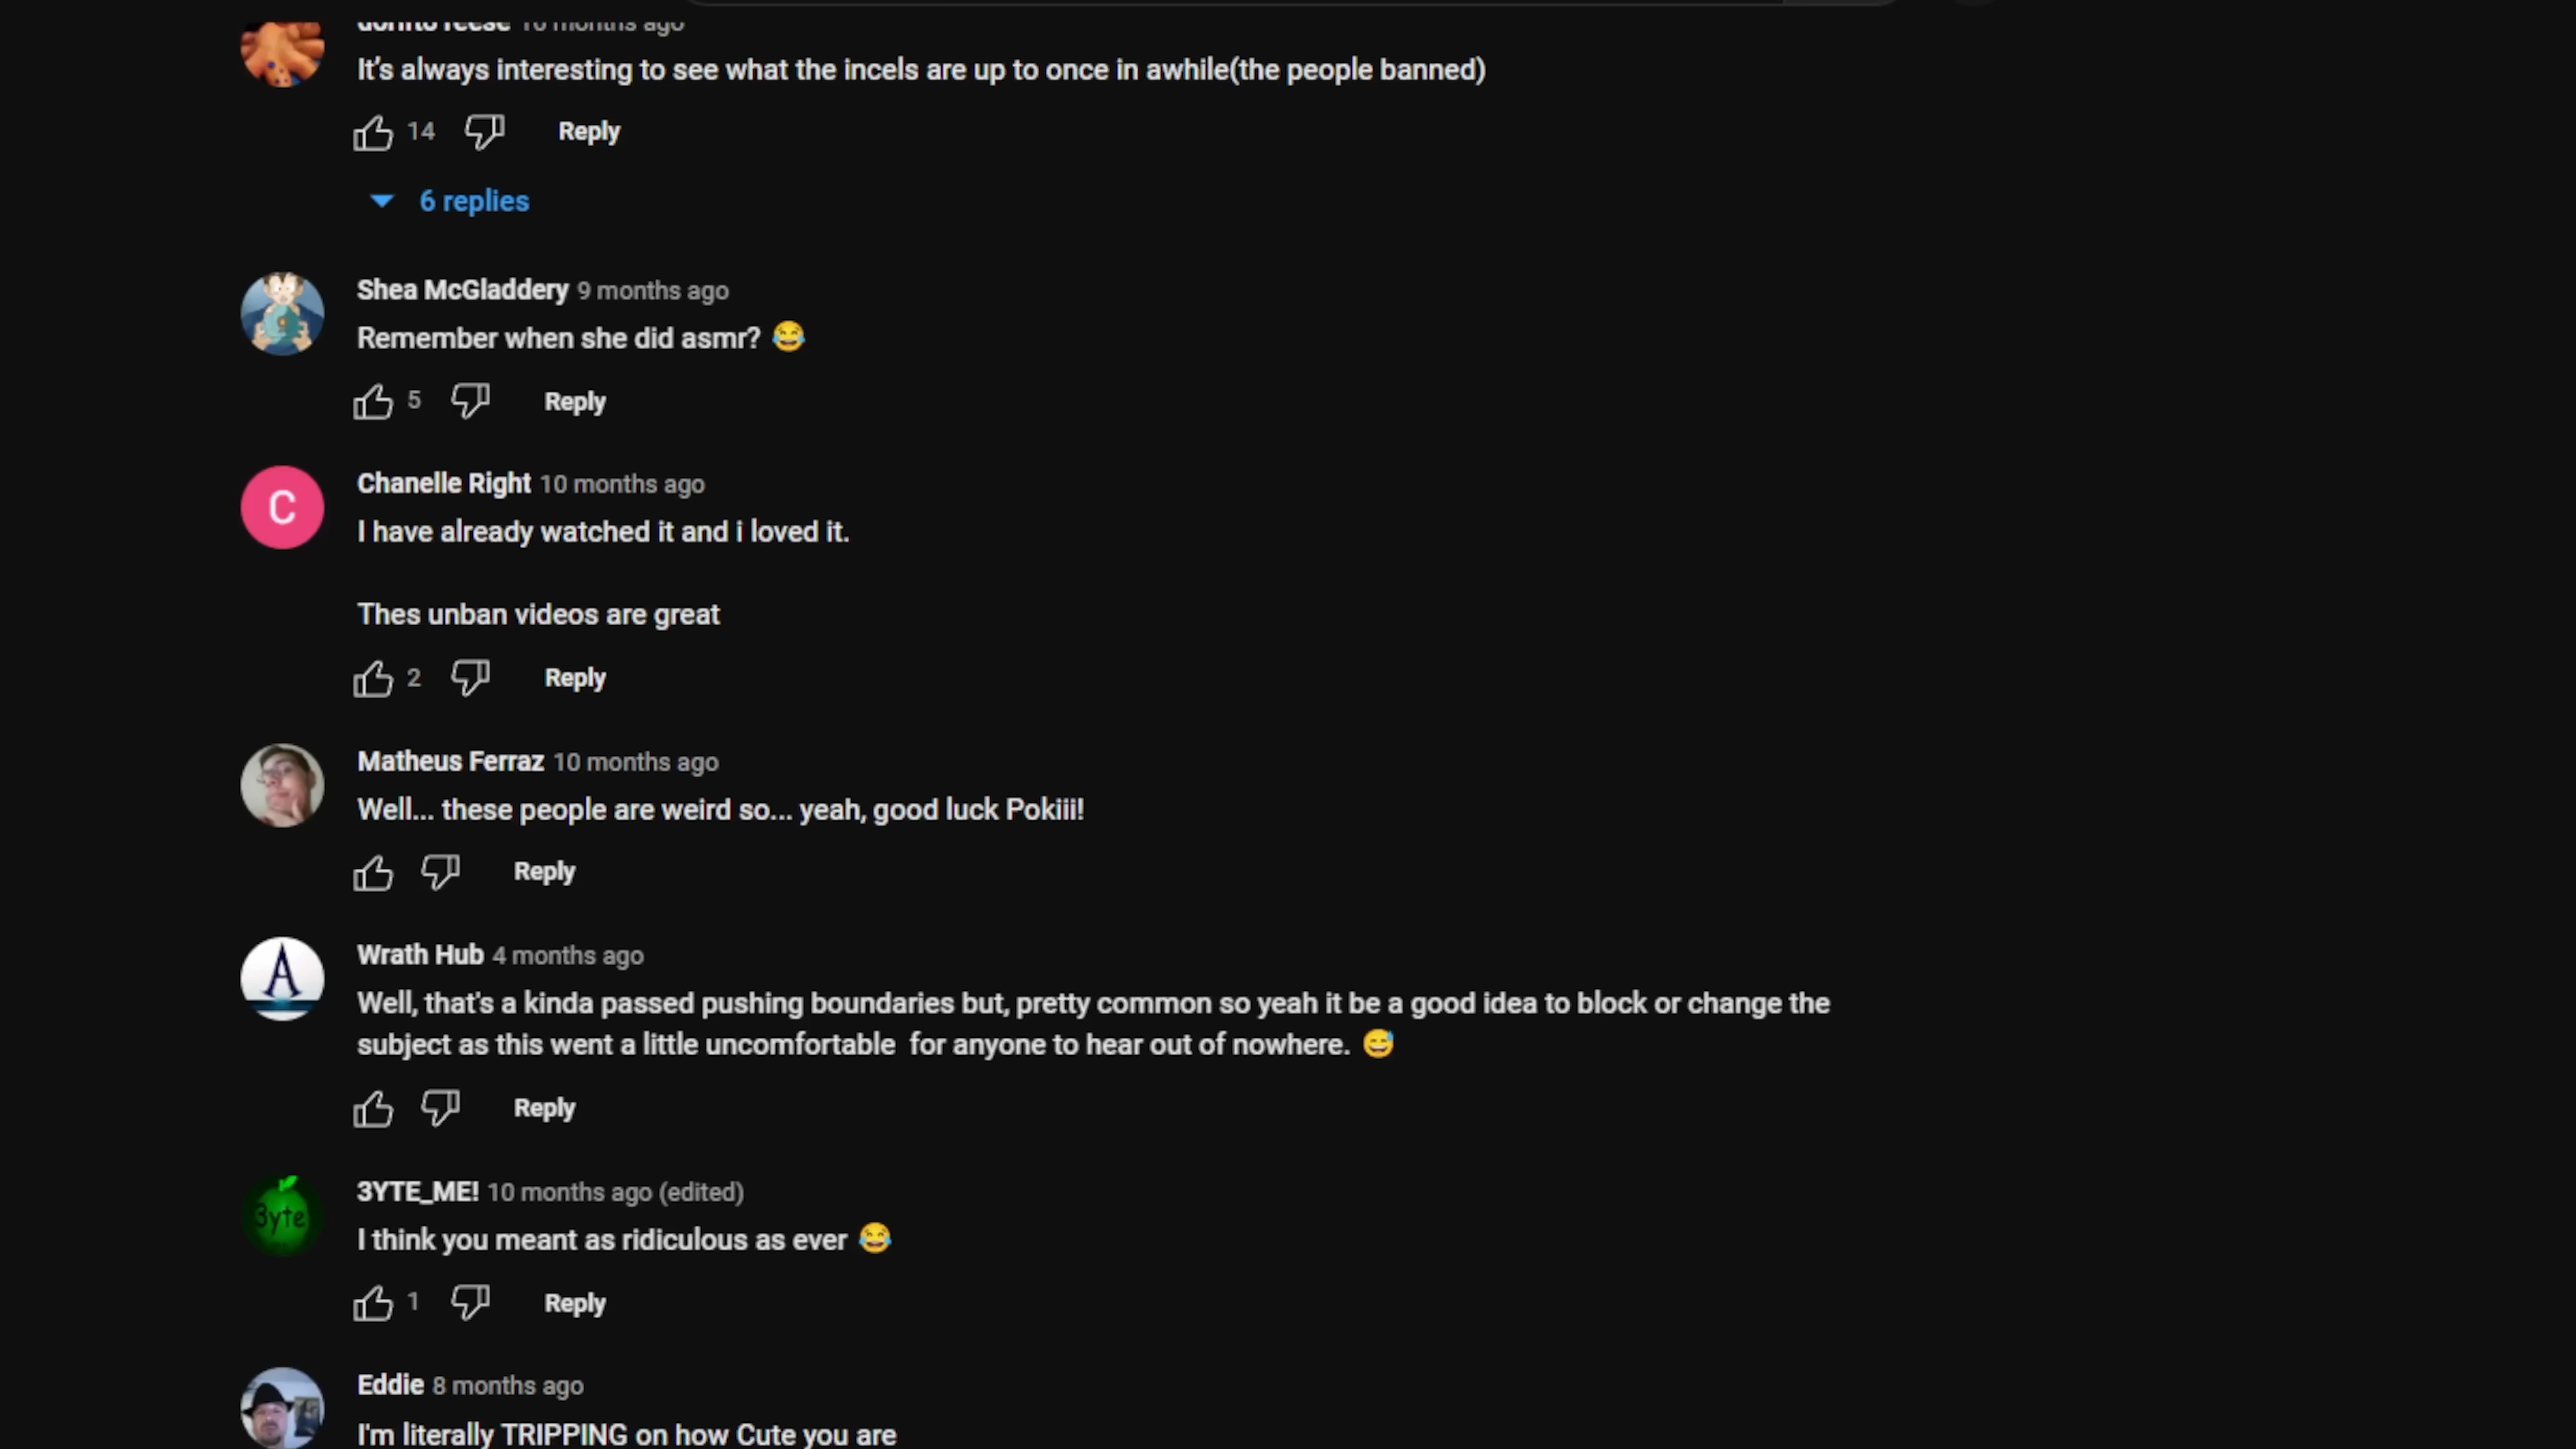 dorito reese 10 months ago
It's always interesting to see what the incels are up to once in awhile(the people banned)
14 Reply
6 replies
Shea McGladdery 9 months ago
Remember when she did asmr? 😂
5 Reply
C
Chanelle Right 10 months ago
I have already watched it and i loved it.
Thes unban videos are great
2 Reply
Matheus Ferraz 10 months ago
Well... these people are weird so... yeah, good luck Pokiii!
Reply
A
Wrath Hub 4 months ago
Well, that's a kinda passed pushing boundaries but, pretty common so yeah it be a good idea to block or change the
subject as this went a little uncomfortable for anyone to hear out of nowhere. 😅
Reply
3yte
3YTE_ME! 10 months ago (edited)
I think you meant as ridiculous as ever 😂
1 Reply
Eddie 8 months ago
I'm literally TRIPPING on how Cute you are